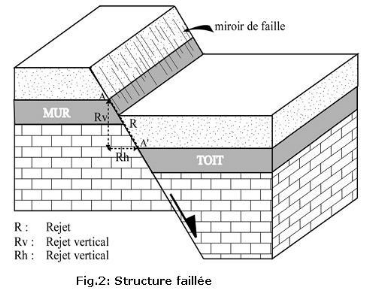 miroir de faille
A
MUR
Rv
R
A'
Rh
TOIT
R : Rejet
Rv : Rejet vertical
Rh : Rejet vertical
Fig.2: Structure faillée